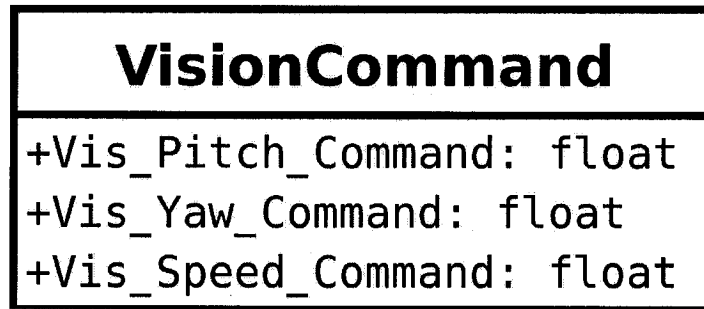 VisionCommand
+Vis_Pitch_Command: float
+Vis_Yaw_Command: float
+Vis_Speed_Command: float